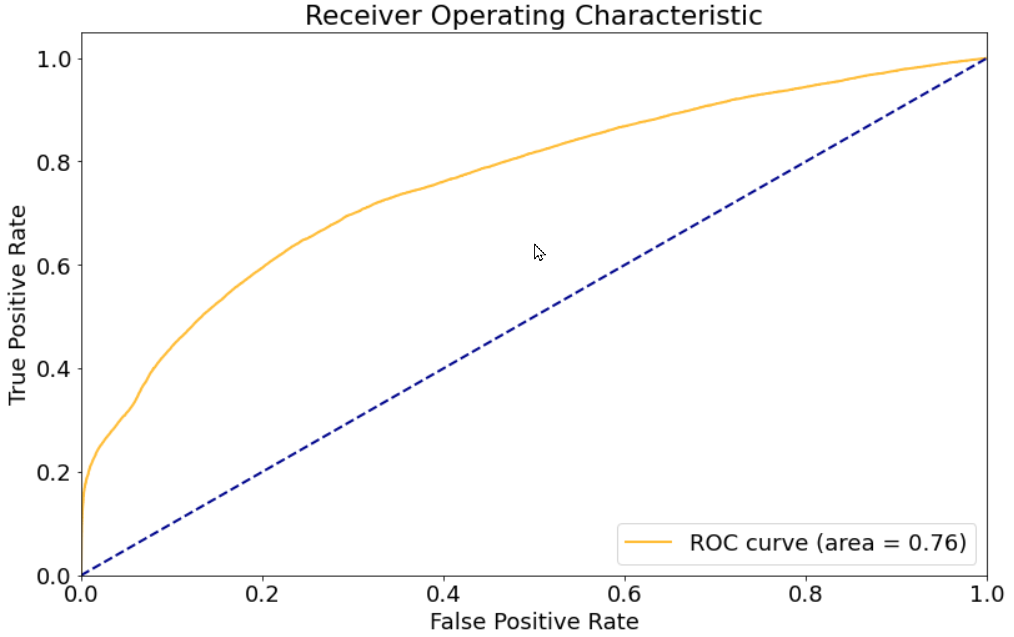 Receiver Operating Characteristic
1.0
0.8
0.6
0.4
0.2
0.0
True Positive Rate
ROC curve (area = 0.76)
0.0 0.2 0.4 0.6 0.8 1.0
False Positive Rate